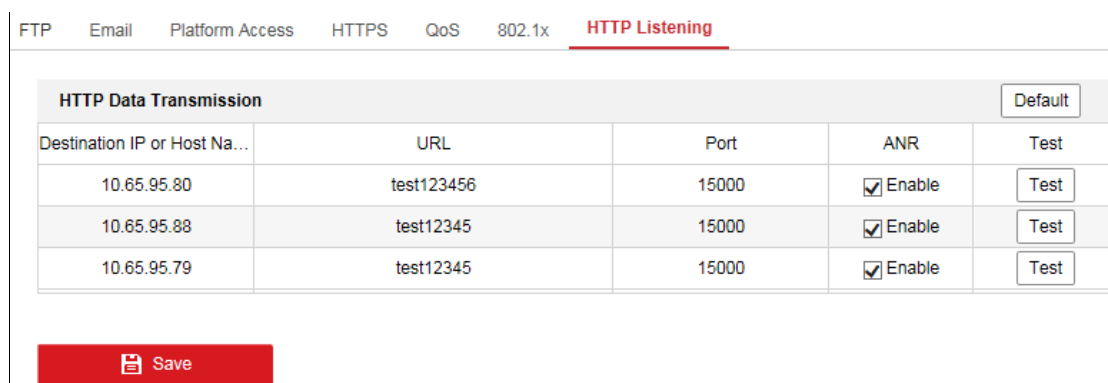 FTP Email Platform Access HTTPS QoS 802.1x HTTP Listening
HTTP Data Transmission Default
Destination IP or Host Na... URL Port ANR Test
10.65.95.80 test123456 15000 Enable Test
10.65.95.88 test12345 15000 Enable Test
10.65.95.79 test12345 15000 Enable Test
Save